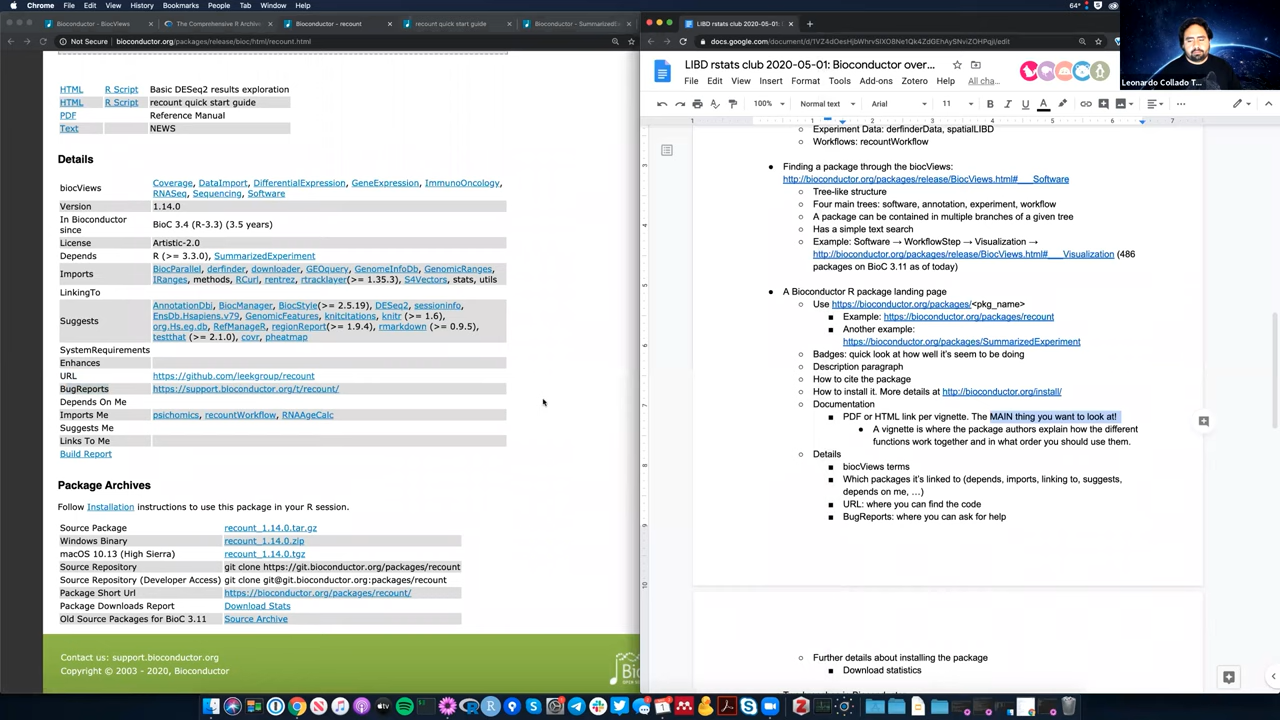 Chrome File Edit View History Bookmarks People Tab Window Help
64°
Bioconductor - BiocViews
The Comprehensive R Archiv
Bioconductor - recount
recount quick start guide
Bioconductor - SummarizedEx
LIBD rstats club 2020-05-01: B
Not Secure | bioconductor.org/packages/release/bioc/html/recount.html
Leonardo Collado T...
HTML R Script Basic DESeq2 results exploration
HTML R Script recount quick start guide
PDF Reference Manual
Text NEWS
Details
biocViews Coverage, DataImport, DifferentialExpression, GeneExpression, ImmunoOncology,
RNASeq, Sequencing, Software
Version 1.14.0
In Bioconductor
since BioC 3.4 (R-3.3) (3.5 years)
License Artistic-2.0
Depends R (>= 3.3.0), SummarizedExperiment
Imports BiocParallel, derfinder, downloader, GEOquery, GenomeInfoDb, GenomicRanges,
IRanges, methods, RCurl, rentrez, rtracklayer(>= 1.35.3), S4Vectors, stats, utils
LinkingTo
Suggests AnnotationDbi, BiocManager, BiocStyle(>= 2.5.19), DESeq2, sessioninfo,
EnsDb.Hsapiens.v79, GenomicFeatures, knitcitations, knitr (>= 1.6),
org.Hs.eg.db, RefManageR, regionReport(>= 1.9.4), rmarkdown (>= 0.9.5),
testthat (>= 2.1.0), covr, pheatmap
SystemRequirements
Enhances
URL https://github.com/leekgroup/recount
BugReports https://support.bioconductor.org/t/recount/
Depends On Me
Imports Me psichomics, recountWorkflow, RNAAgeCalc
Suggests Me
Links To Me
Build Report
Package Archives
Follow Installation instructions to use this package in your R session.
Source Package recount_1.14.0.tar.gz
Windows Binary recount_1.14.0.zip
macOS 10.13 (High Sierra) recount_1.14.0.tgz
Source Repository git clone https://git.bioconductor.org/packages/recount
Source Repository (Developer Access) git clone git@git.bioconductor.org:packages/recount
Package Short Url https://bioconductor.org/packages/recount/
Package Downloads Report Download Stats
Old Source Packages for BioC 3.11 Source Archive
Contact us: support.bioconductor.org
Copyright © 2003 - 2020, Bioconductor
LIBD rstats club 2020-05-01: Bioconductor over...
File Edit View Insert Format Tools Add-ons Zotero Help All cha...
100% Normal text Arial 11 B I U A
Experiment Data: derfinderData, spatialLIBD
Workflows: recountWorkflow
Finding a package through the biocViews:
http://bioconductor.org/packages/release/BiocViews.html#___Software
Tree-like structure
Four main trees: software, annotation, experiment, workflow
A package can be contained in multiple branches of a given tree
Has a simple text search
Example: Software → WorkflowStep → Visualization →
http://bioconductor.org/packages/release/BiocViews.html#___Visualization (486
packages on BioC 3.11 as of today)
A Bioconductor R package landing page
Use https://bioconductor.org/packages/<pkg_name>
Example: https://bioconductor.org/packages/recount
Another example:
https://bioconductor.org/packages/SummarizedExperiment
Badges: quick look at how well it's seem to be doing
Description paragraph
How to cite the package
How to install it. More details at http://bioconductor.org/install/
Documentation
PDF or HTML link per vignette. The MAIN thing you want to look at!
A vignette is where the package authors explain how the different
functions work together and in what order you should use them.
Details
biocViews terms
Which packages it's linked to (depends, imports, linking to, suggests,
depends on me, ...)
URL: where you can find the code
BugReports: where you can ask for help
Further details about installing the package
Download statistics